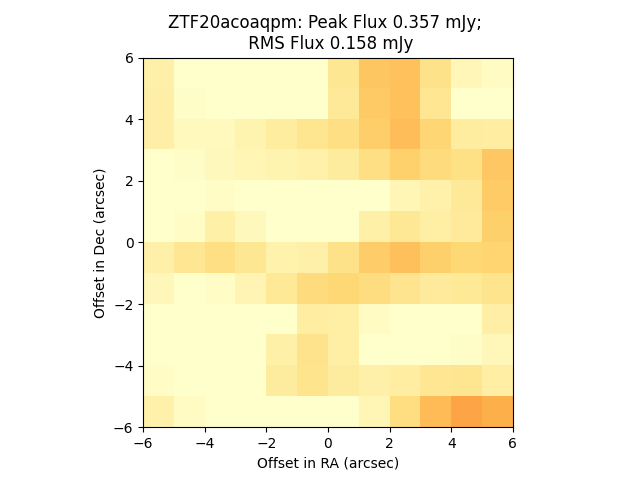 ZTF20acoaqpm: Peak Flux 0.357 mJy;
RMS Flux 0.158 mJy
6
4
2
0
−2
−4
−6
Offset in Dec (arcsec)
−6 −4 −2 0 2 4 6
Offset in RA (arcsec)